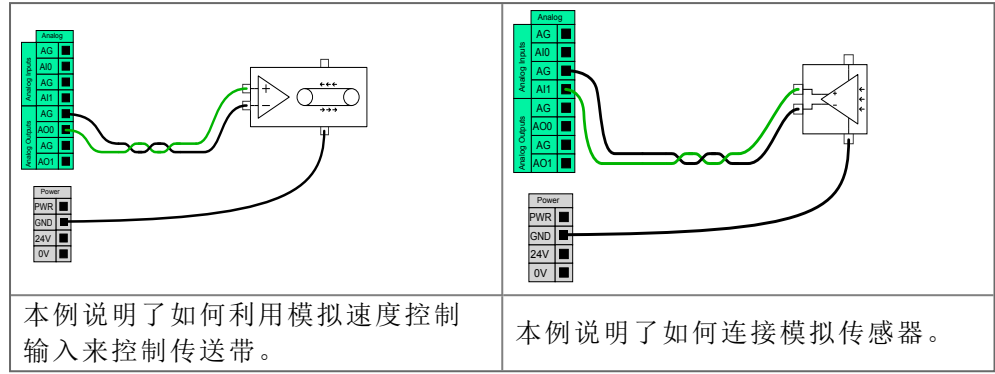 Analog
Analog Inputs
AG
AI0
AG
AI1
Analog Outputs
AG
AO0
AG
AO1
Power
PWR
GND
24V
0V
+
−
本例说明了如何利用模拟速度控制
输入来控制传送带。
Analog
Analog Inputs
AG
AI0
AG
AI1
Analog Outputs
AG
AO0
AG
AO1
Power
PWR
GND
24V
0V
+
−
本例说明了如何连接模拟传感器。